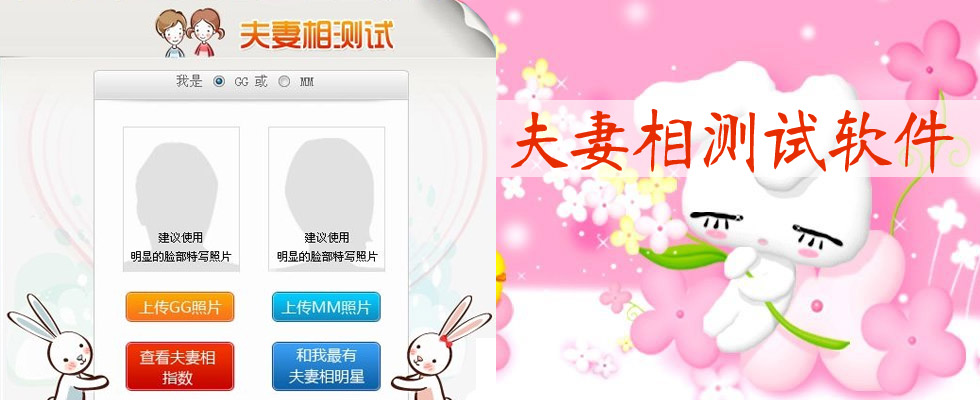 夫妻相测试
我是 GG 或 MM
建议使用
明显的脸部特写照片
建议使用
明显的脸部特写照片
上传GG照片
上传MM照片
查看夫妻相
指数
和我最有
夫妻相明星
夫妻相测试软件